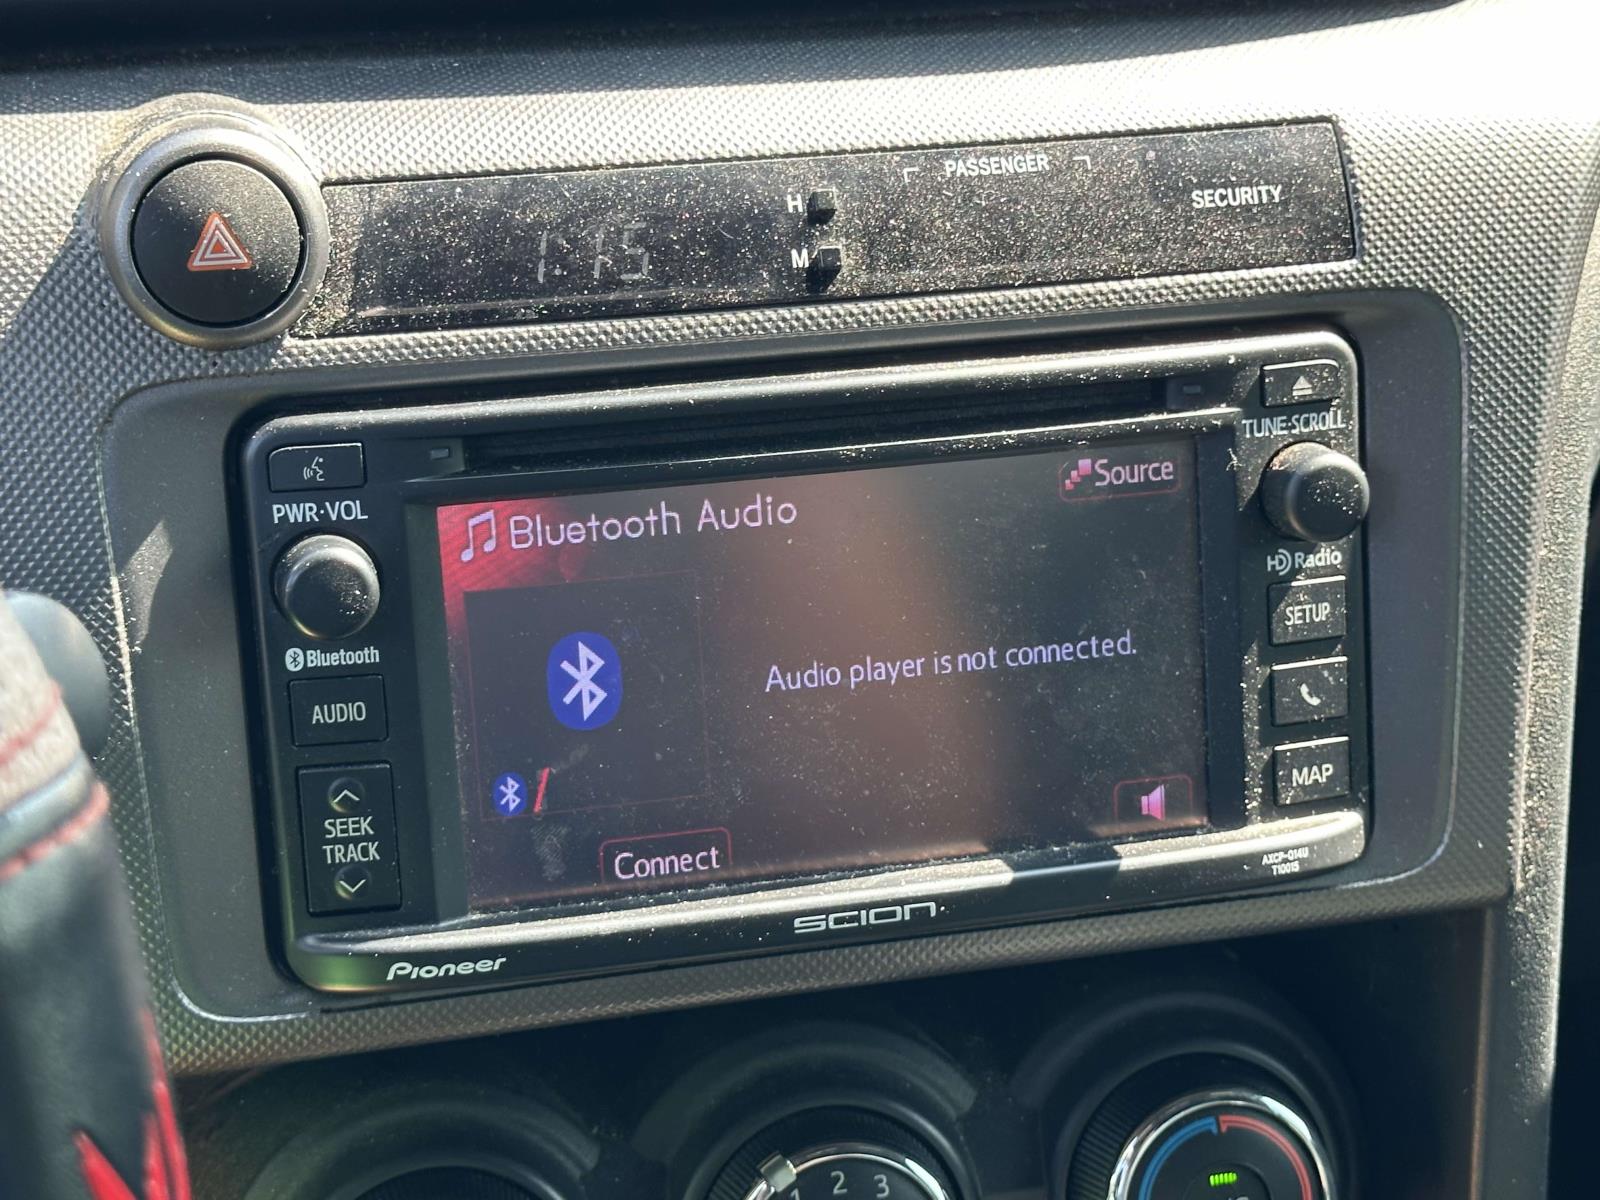 PASSENGER
H
SECURITY
1:15
M
TUNE·SCROLL
Source
PWR·VOL
Bluetooth Audio
HD Radio
SETUP
Bluetooth
Audio player is not connected.
AUDIO
MAP
SEEK
TRACK
Connect
AXCP-Q14U
T10015
SCION
Pioneer
1 2 3